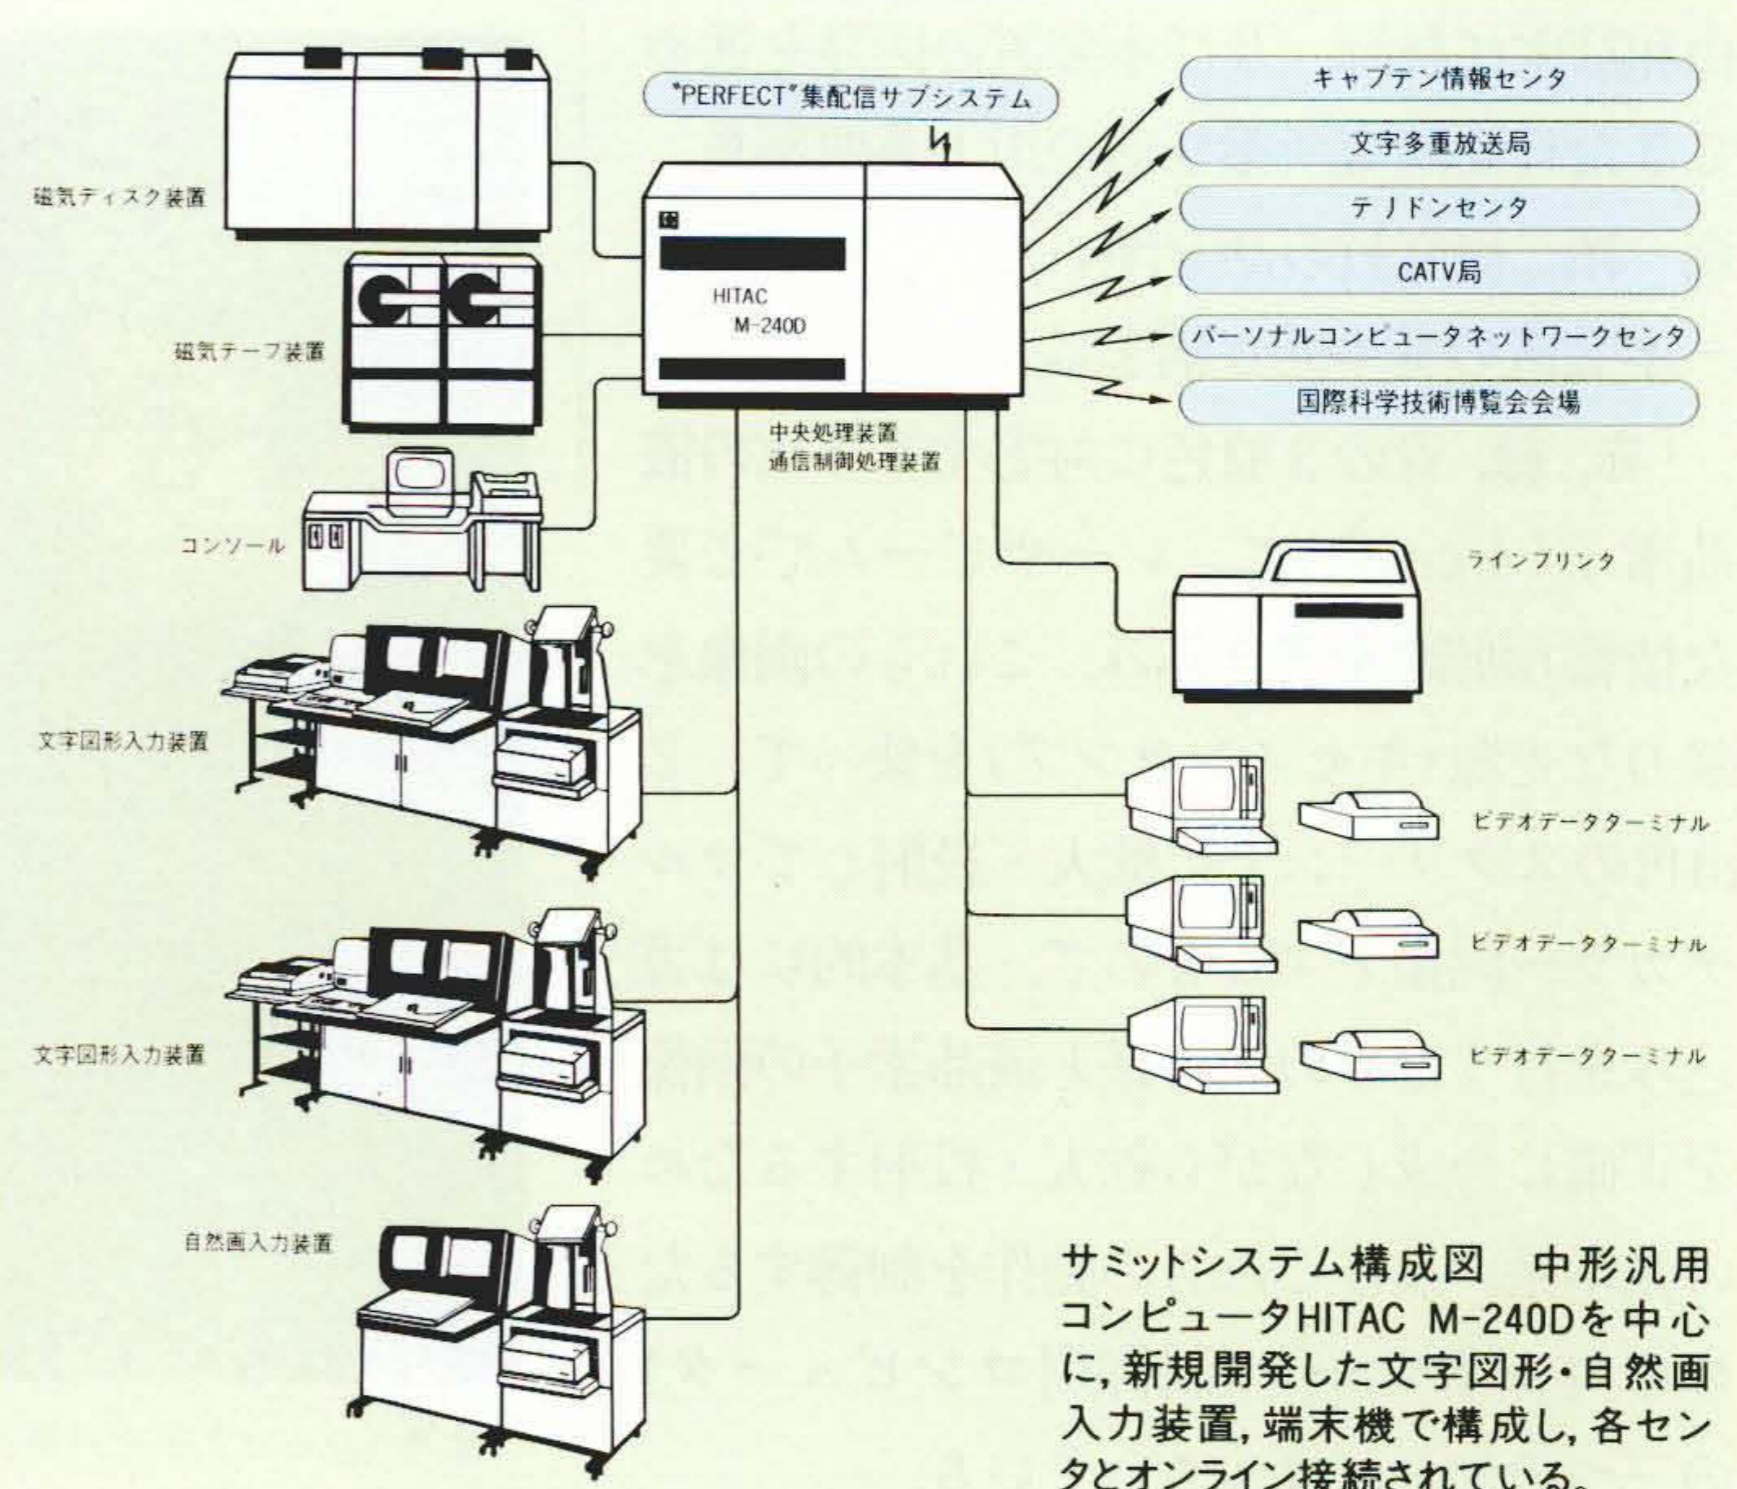 "PERFECT"集配信サブシステム
キャプテン情報センタ
文字多重放送局
テリドンセンタ
CATV局
パーソナルコンピュータネットワークセンタ
国際科学技術博覧会会場
磁気ディスク装置
HITAC
M-240D
磁気テープ装置
中央処理装置
通信制御処理装置
コンソール
ラインプリンタ
文字図形入力装置
ビデオデータターミナル
ビデオデータターミナル
文字図形入力装置
ビデオデータターミナル
自然画入力装置
サミットシステム構成図　中形汎用
コンピュータHITAC M-240Dを中心
に,新規開発した文字図形・自然画
入力装置,端末機で構成し,各セン
タとオンライン接続されている。